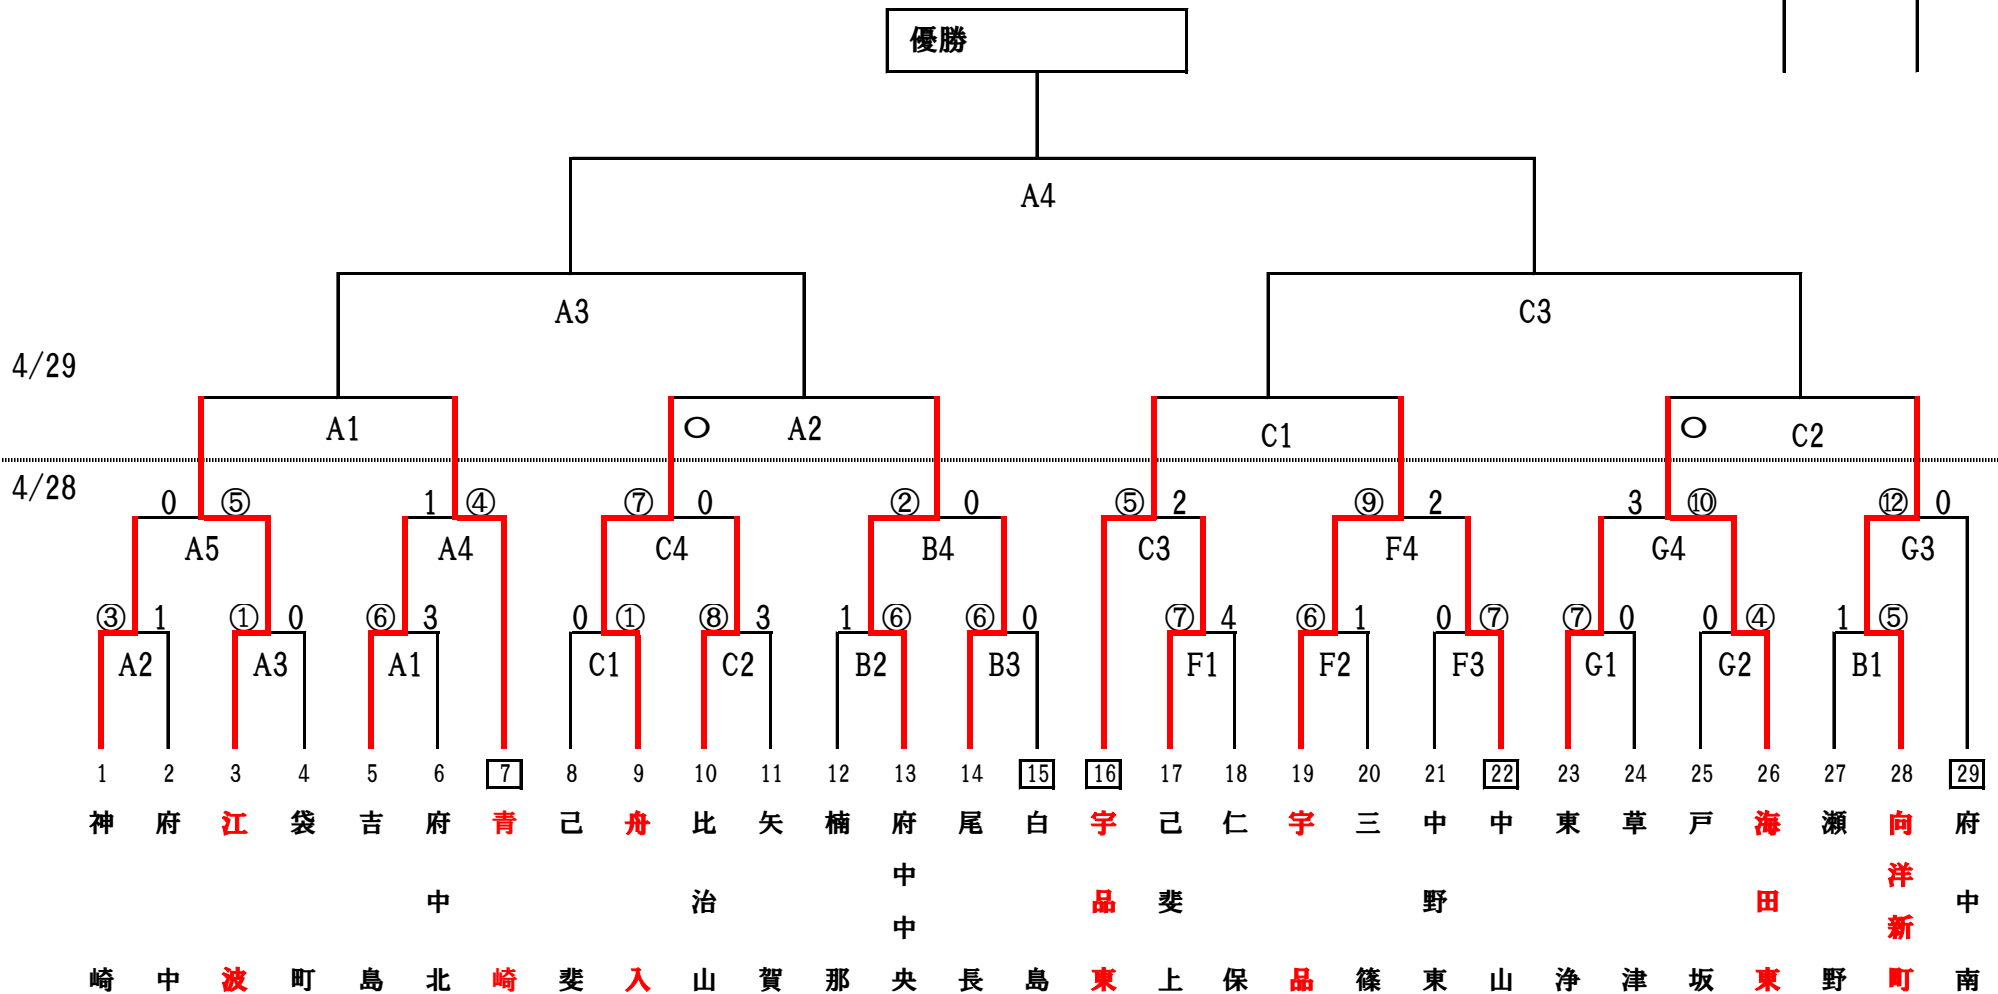 優勝
A4
A3 C3
4/29
A1 ○ A2 C1 ○ C2
4/28
0 ⑤ 1 ④ ⑦ 0 ② 0 ⑤ 2 ⑨ 2 3 ⑩ ⑫ 0
A5 A4 C4 B4 C3 F4 G4 G3
③ 1 ① 0 ⑥ 3 0 ① ⑧ 3 1 ⑥ ⑥ 0 ⑦ 4 ⑥ 1 0 ⑦ ⑦ 0 0 ④ 1 ⑤
A2 A3 A1 C1 C2 B2 B3 F1 F2 F3 G1 G2 B1
1 2 3 4 5 6 7 8 9 10 11 12 13 14 15 16 17 18 19 20 21 22 23 24 25 26 27 28 29
神崎
府中
江波
袋町
吉島
府中北
青崎
己斐
舟入
比治山
矢賀
楠那
府中中央
尾長
白島
宇品東
己斐上
仁保
宇品
三篠
中野東
中山
東浄
草津
戸坂
海田東
瀬野
向洋新町
府中南